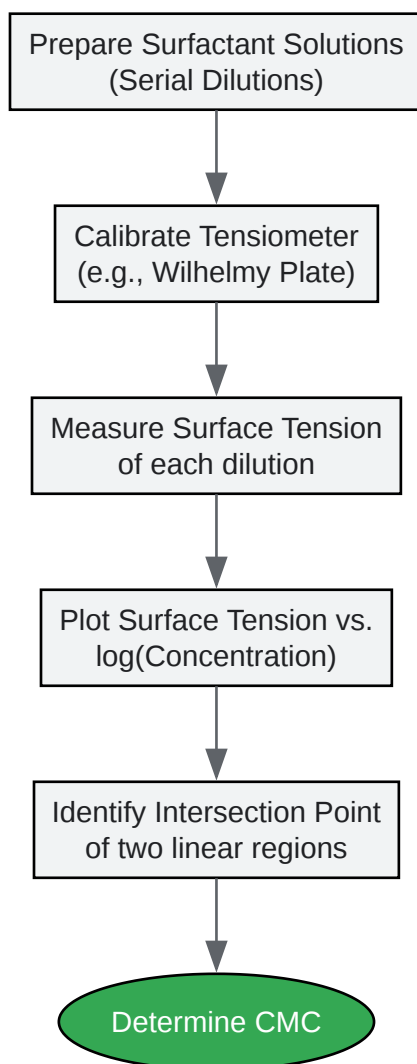 Prepare Surfactant Solutions
(Serial Dilutions)
Calibrate Tensiometer
(e.g., Wilhelmy Plate)
Measure Surface Tension
of each dilution
Plot Surface Tension vs.
log(Concentration)
Identify Intersection Point
of two linear regions
Determine CMC